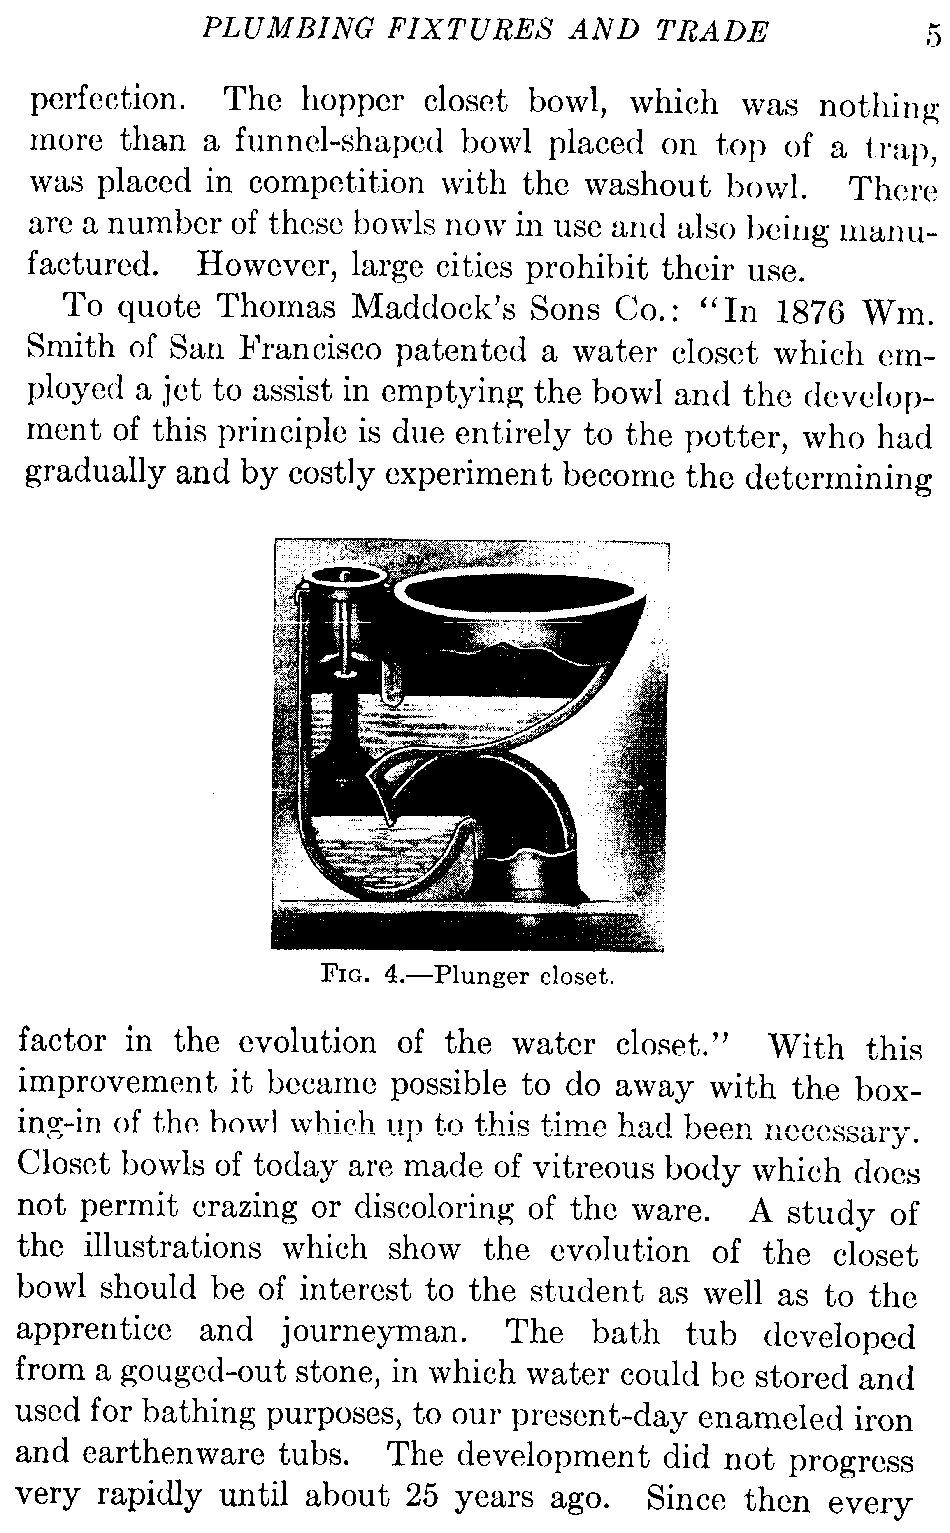 PLUMBING FIXTURES AND TRADE 5
perfection. The hopper closet bowl, which was nothing
more than a funnel-shaped bowl placed on top of a trap,
was placed in competition with the washout bowl. There
are a number of these bowls now in use and also being manu-
factured. However, large cities prohibit their use.
To quote Thomas Maddock's Sons Co.: "In 1876 Wm.
Smith of San Francisco patented a water closet which em-
ployed a jet to assist in emptying the bowl and the develop-
ment of this principle is due entirely to the potter, who had
gradually and by costly experiment become the determining
FIG. 4.—Plunger closet.
factor in the evolution of the water closet." With this
improvement it became possible to do away with the box-
ing-in of the bowl which up to this time had been necessary.
Closet bowls of today are made of vitreous body which does
not permit crazing or discoloring of the ware. A study of
the illustrations which show the evolution of the closet
bowl should be of interest to the student as well as to the
apprentice and journeyman. The bath tub developed
from a gouged-out stone, in which water could be stored and
used for bathing purposes, to our present-day enameled iron
and earthenware tubs. The development did not progress
very rapidly until about 25 years ago. Since then every